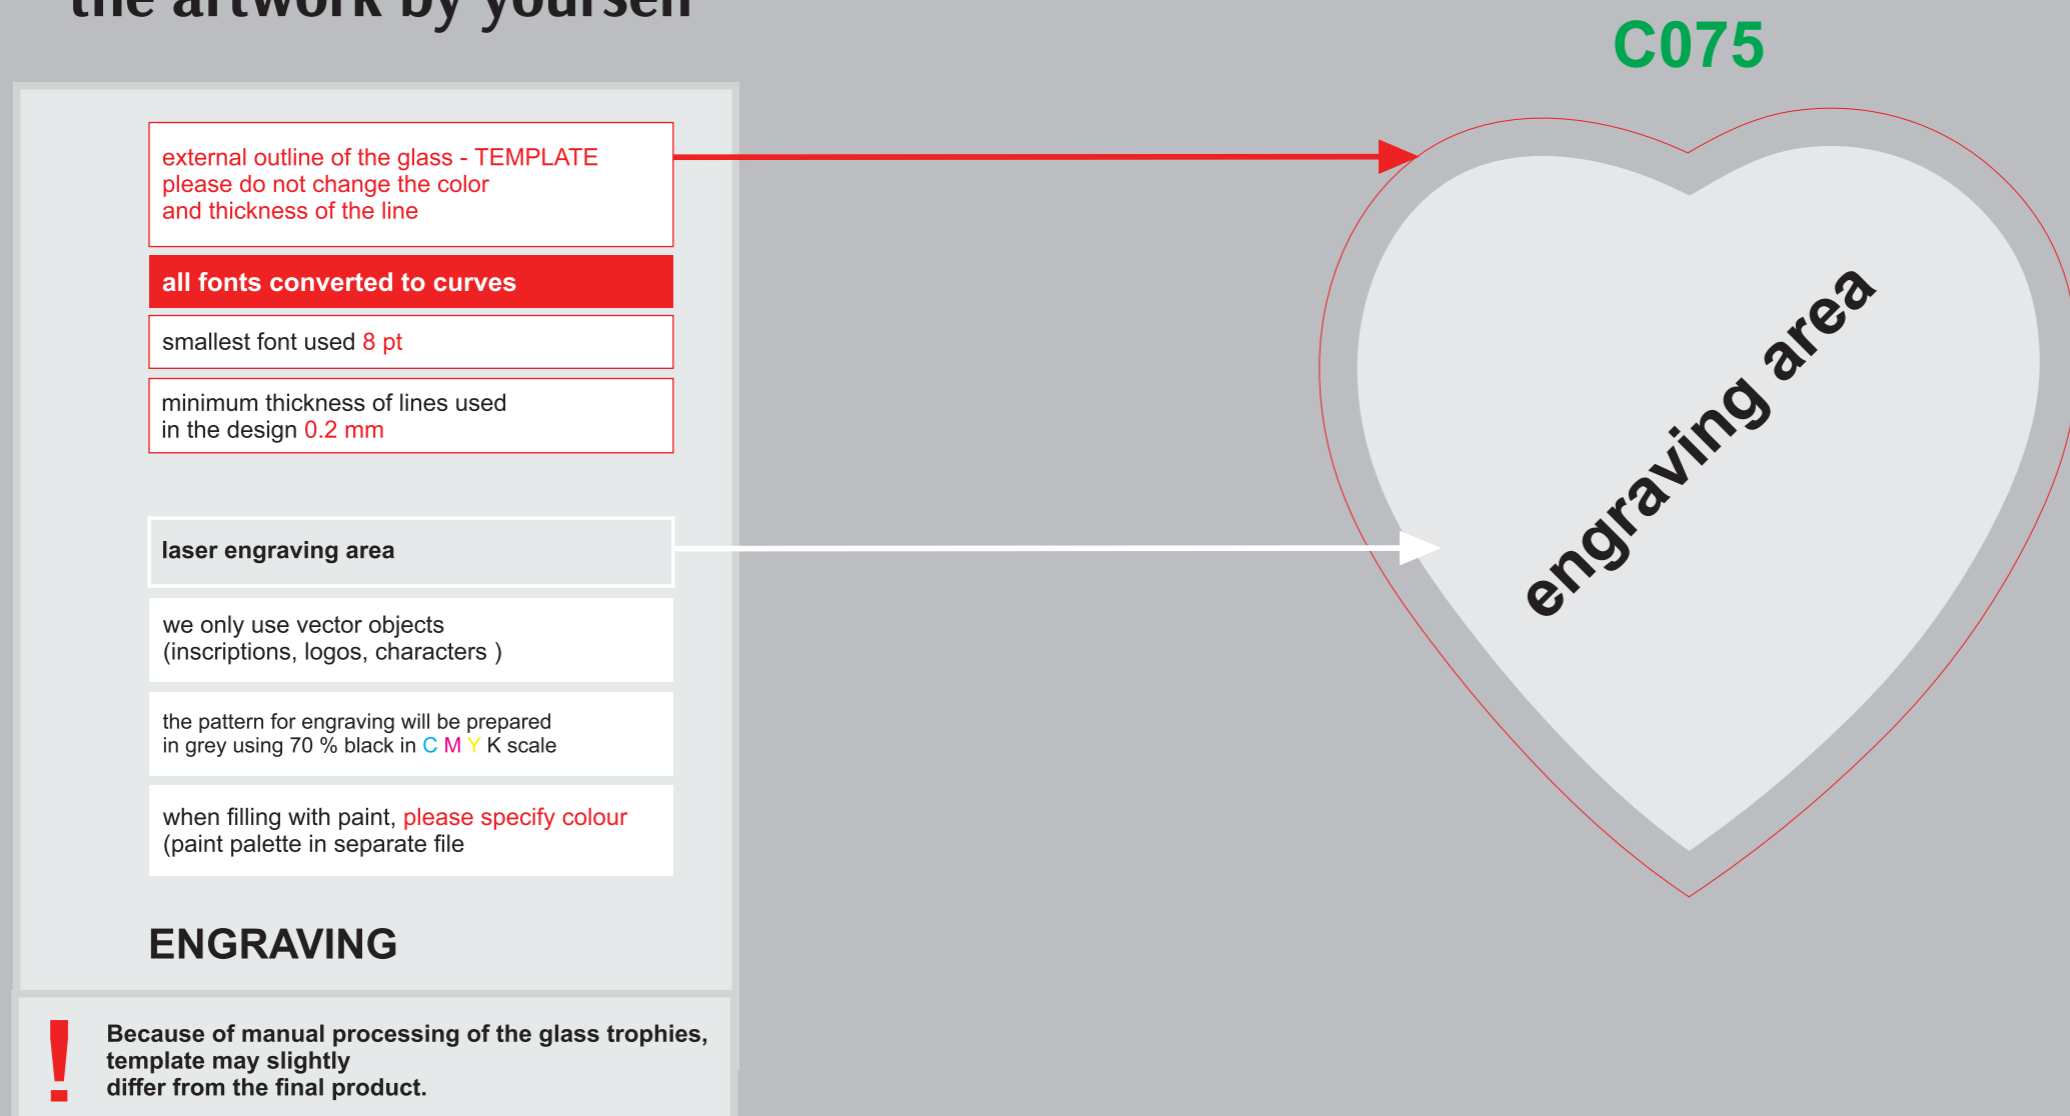 the artwork by yourself
C075
external outline of the glass - TEMPLATE
please do not change the color
and thickness of the line
all fonts converted to curves
smallest font used 8 pt
minimum thickness of lines used
in the design 0.2 mm
laser engraving area
we only use vector objects
(inscriptions, logos, characters )
the pattern for engraving will be prepared
in grey using 70 % black in C M Y K scale
when filling with paint, please specify colour
(paint palette in separate file
ENGRAVING
engraving area
! Because of manual processing of the glass trophies,
template may slightly
differ from the final product.